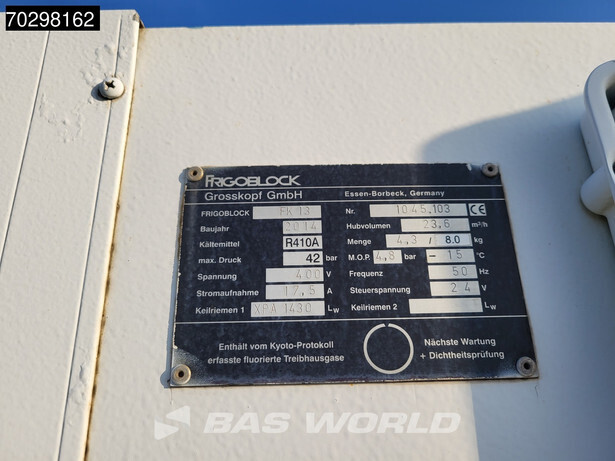 70298162
FRIGOBLOCK
Grosskopf GmbH Essen-Borbeck, Germany
FRIGOBLOCK FK 13 Nr. 1045.103 CE
Baujahr 2014 Hubvolumen 23.6 m³/h
Kältemittel R410A Menge 4,3 / 8.0 kg
max. Druck 42 bar M.O.P. 4,8 bar - 15 °C
Spannung 400 V Frequenz 50 Hz
Stromaufnahme 17,5 A Steuerspannung 24 V
Keilriemen 1 XPA 1430 Lw Keilriemen 2 Lw
Enthält vom Kyoto-Protokoll
erfasste fluorierte Treibhausgase
Nächste Wartung
+ Dichtheitsprüfung
BAS WORLD